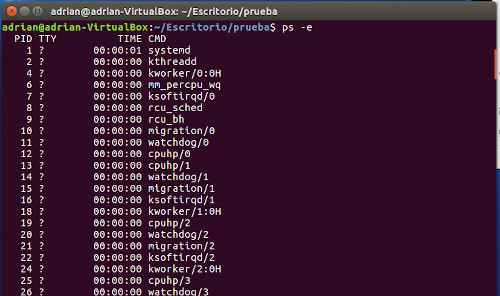 adrian@adrian-VirtualBox: ~/Escritorio/prueba
adrian@adrian-VirtualBox:~/Escritorio/prueba$ ps -e
PID TTY TIME CMD
1 ? 00:00:01 systemd
2 ? 00:00:00 kthreadd
4 ? 00:00:00 kworker/0:0H
6 ? 00:00:00 mm_percpu_wq
7 ? 00:00:00 ksoftirqd/0
8 ? 00:00:00 rcu_sched
9 ? 00:00:00 rcu_bh
10 ? 00:00:00 migration/0
11 ? 00:00:00 watchdog/0
12 ? 00:00:00 cpuhp/0
13 ? 00:00:00 cpuhp/1
14 ? 00:00:00 watchdog/1
15 ? 00:00:00 migration/1
16 ? 00:00:00 ksoftirqd/1
18 ? 00:00:00 kworker/1:0H
19 ? 00:00:00 cpuhp/2
20 ? 00:00:00 watchdog/2
21 ? 00:00:00 migration/2
22 ? 00:00:00 ksoftirqd/2
24 ? 00:00:00 kworker/2:0H
25 ? 00:00:00 cpuhp/3
26 ? 00:00:00 watchdog/3